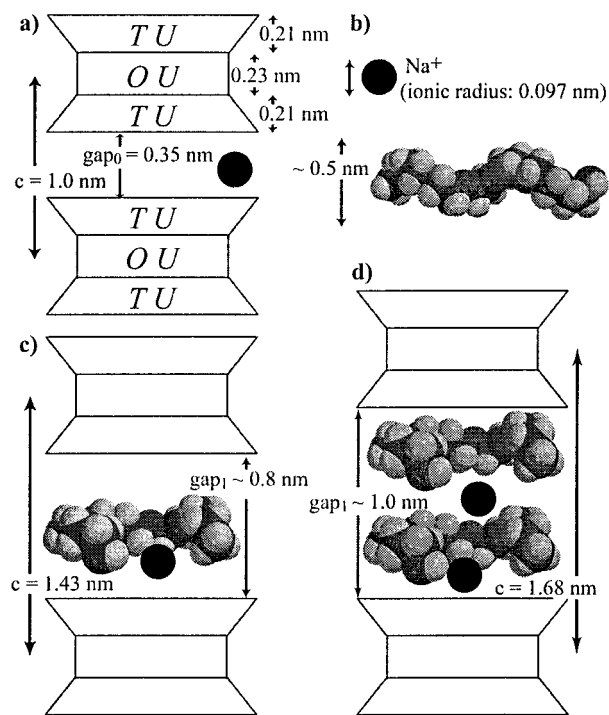 a)
T U
0.21 nm
O U
0.23 nm
T U
0.21 nm
gap₀ = 0.35 nm
c = 1.0 nm
T U
O U
T U
b)
Na⁺
(ionic radius: 0.097 nm)
~ 0.5 nm
c)
gap₁ ~ 0.8 nm
c = 1.43 nm
d)
gap₁ ~ 1.0 nm
c = 1.68 nm